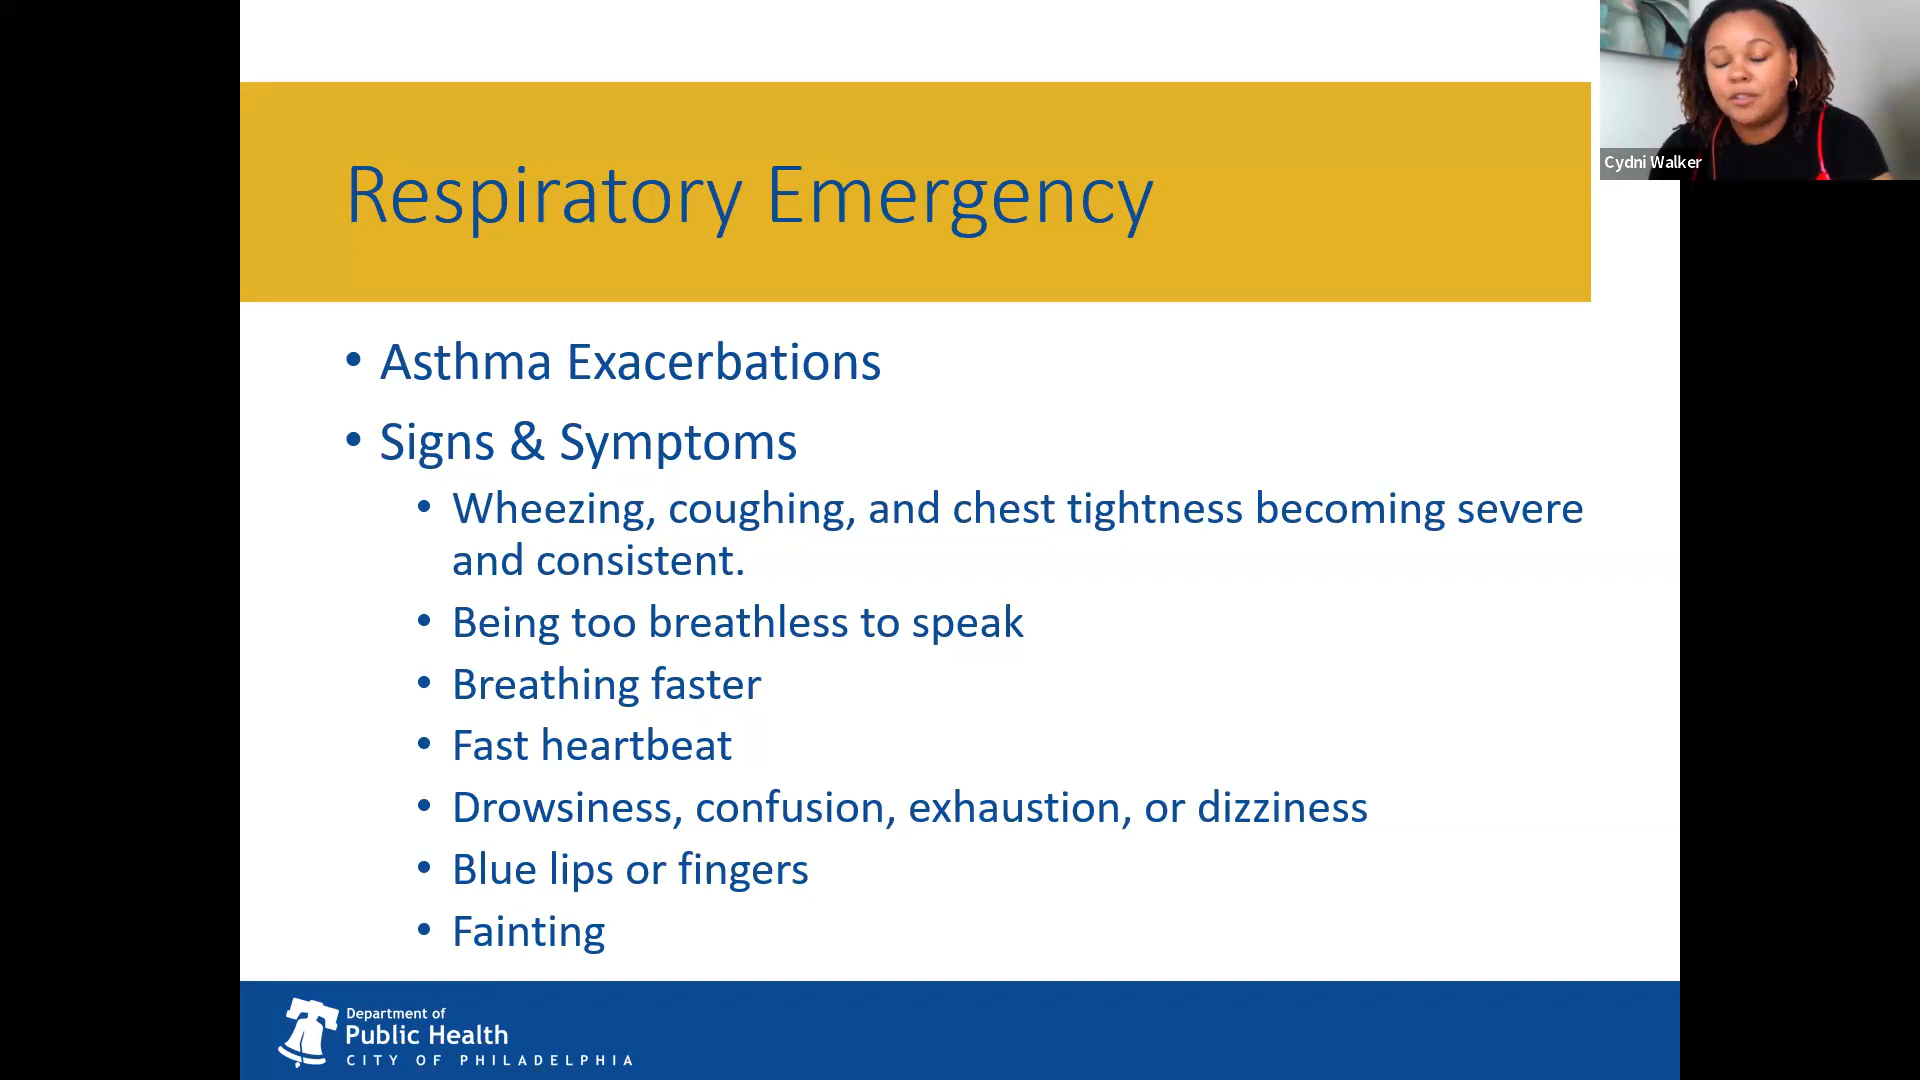 Respiratory Emergency
Cydni Walker
• Asthma Exacerbations
• Signs & Symptoms
• Wheezing, coughing, and chest tightness becoming severe
and consistent.
• Being too breathless to speak
• Breathing faster
• Fast heartbeat
• Drowsiness, confusion, exhaustion, or dizziness
• Blue lips or fingers
• Fainting
Department of
Public Health
CITY OF PHILADELPHIA